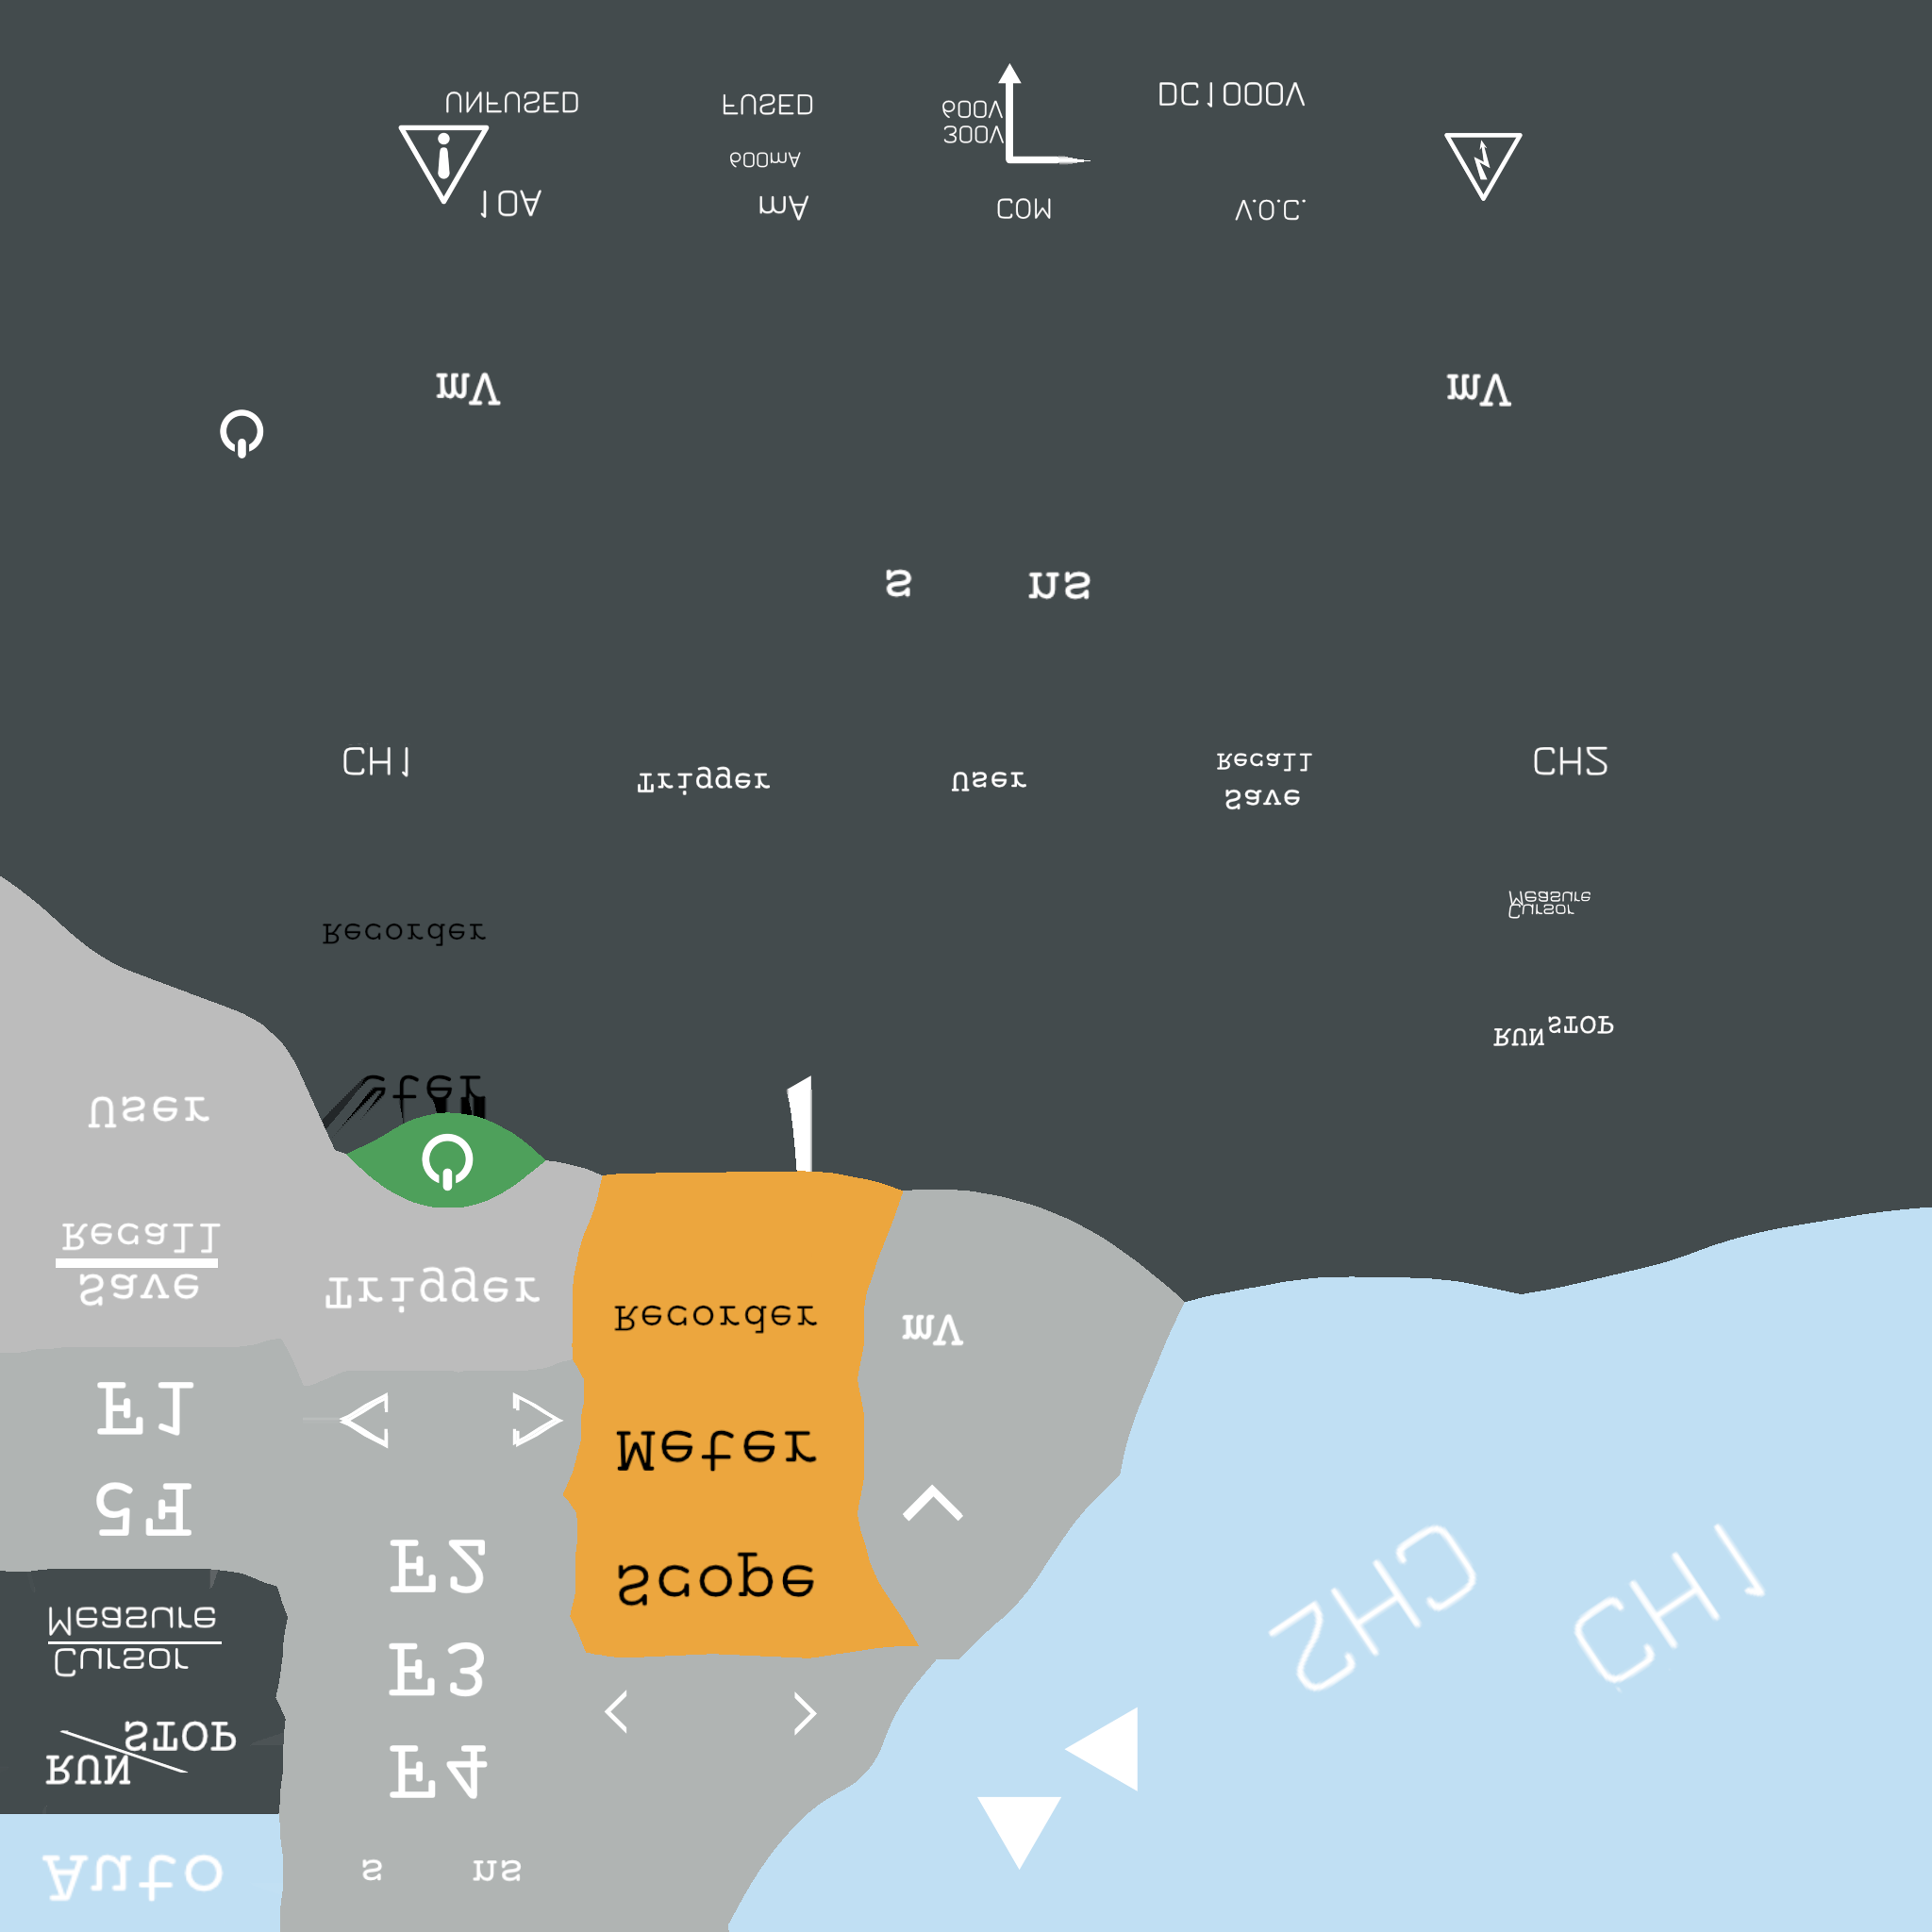 UNFUSED
FUSED
600V
DC1000V
300V
600mA
10A
mA
COM
V.O.C.
mV
mV
s
ns
CH1
Trigger
User
Recall
Save
CH2
Recorder
Measure
Cursor
RUN
STOP
eter
User
Recall
Save
Trigger
Recorder
mV
F1
Meter
5F
F2
Scope
Measure
Cursor
F3
CH2
CH1
STOP
RUN
F4
Auto
s
ns